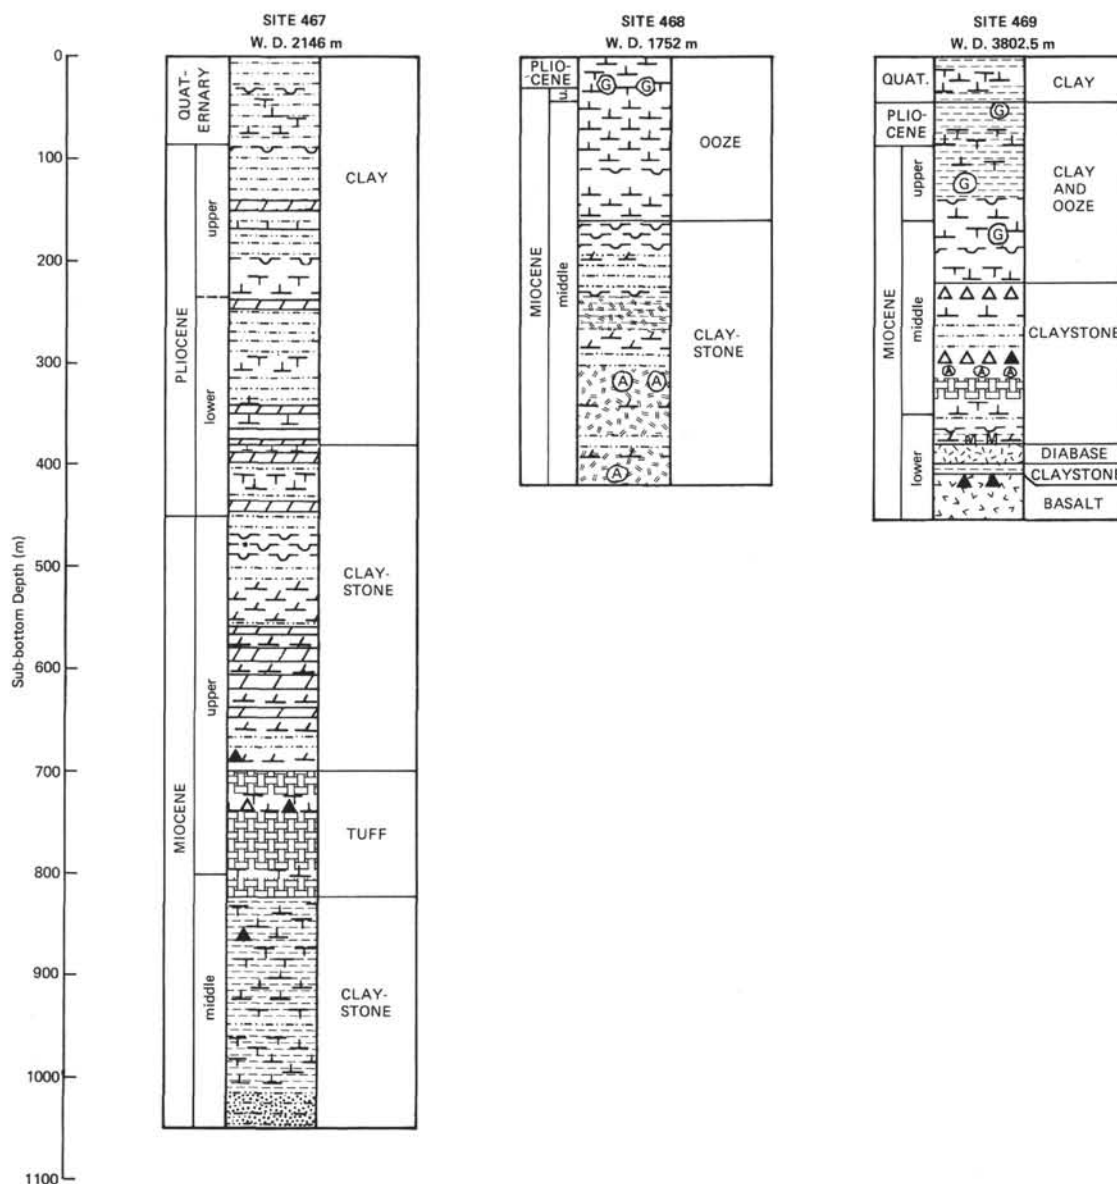 SITE 467
W. D. 2146 m
SITE 468
W. D. 1752 m
SITE 469
W. D. 3802.5 m
Sub-bottom Depth (m)
0
100
200
300
400
500
600
700
800
900
1000
1100
QUAT-
ERNARY
PLIOCENE
upper
lower
MIOCENE
upper
middle
CLAY
CLAY-
STONE
TUFF
CLAY-
STONE
PLIO-
CENE
u.
MIOCENE
middle
G
G
A
A
A
OOZE
CLAY-
STONE
QUAT.
PLIO-
CENE
MIOCENE
upper
middle
lower
G
G
G
A
A
A
M
M
CLAY
CLAY
AND
OOZE
CLAYSTONE
DIABASE
CLAYSTONE
BASALT